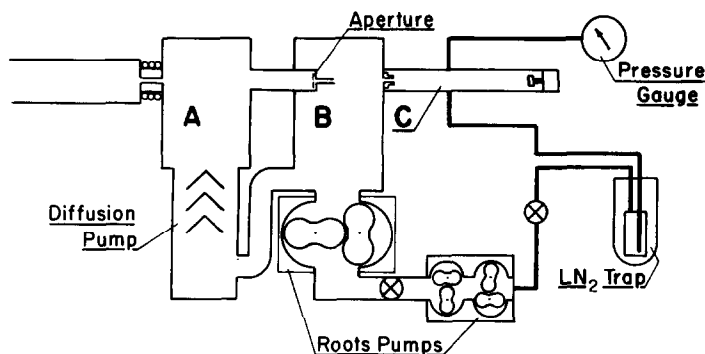 Aperture
Pressure
Gauge
A
B
C
Diffusion
Pump
LN₂ Trap
Roots Pumps